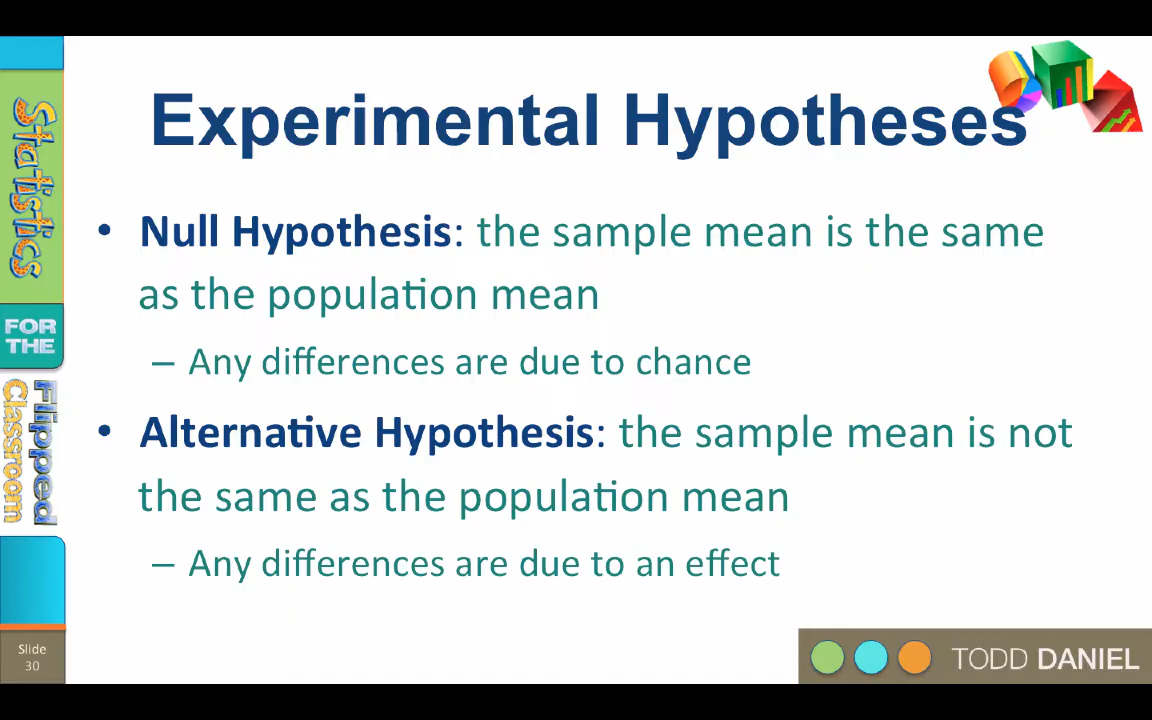 Experimental Hypotheses
• Null Hypothesis: the sample mean is the same
as the population mean
– Any differences are due to chance
• Alternative Hypothesis: the sample mean is not
the same as the population mean
– Any differences are due to an effect
Statistics
FOR
THE
Flipped
Classroom
Slide
30
TODD DANIEL